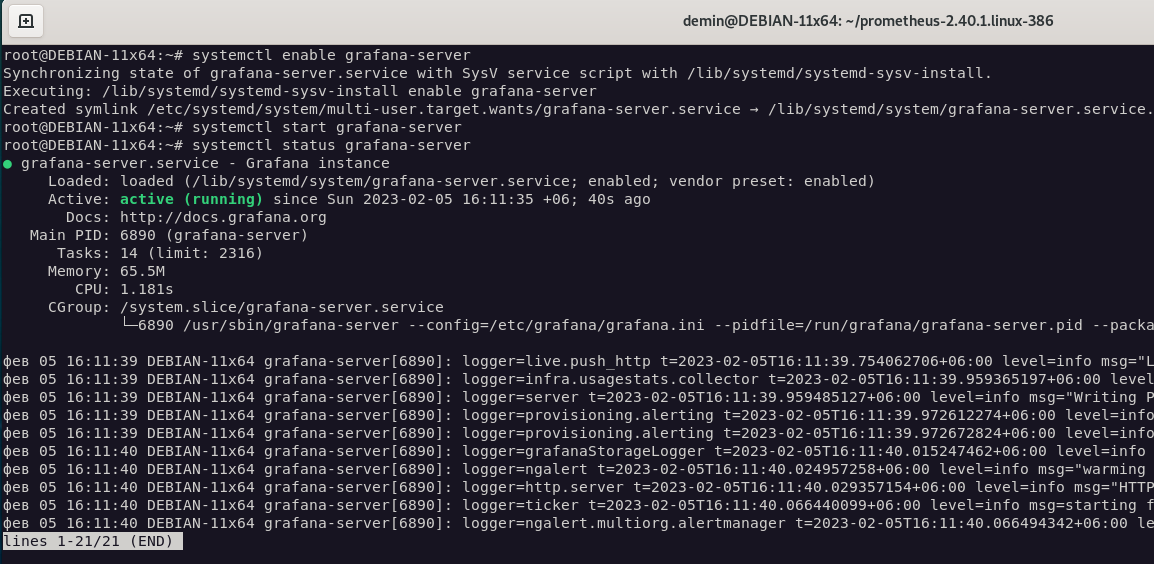 demin@DEBIAN-11x64: ~/prometheus-2.40.1.linux-386
root@DEBIAN-11x64:~# systemctl enable grafana-server
Synchronizing state of grafana-server.service with SysV service script with /lib/systemd/systemd-sysv-install.
Executing: /lib/systemd/systemd-sysv-install enable grafana-server
Created symlink /etc/systemd/system/multi-user.target.wants/grafana-server.service → /lib/systemd/system/grafana-server.service.
root@DEBIAN-11x64:~# systemctl start grafana-server
root@DEBIAN-11x64:~# systemctl status grafana-server
● grafana-server.service - Grafana instance
     Loaded: loaded (/lib/systemd/system/grafana-server.service; enabled; vendor preset: enabled)
     Active: active (running) since Sun 2023-02-05 16:11:35 +06; 40s ago
       Docs: http://docs.grafana.org
   Main PID: 6890 (grafana-server)
      Tasks: 14 (limit: 2316)
     Memory: 65.5M
        CPU: 1.181s
     CGroup: /system.slice/grafana-server.service
             └─6890 /usr/sbin/grafana-server --config=/etc/grafana/grafana.ini --pidfile=/run/grafana/grafana-server.pid --packa
фев 05 16:11:39 DEBIAN-11x64 grafana-server[6890]: logger=live.push_http t=2023-02-05T16:11:39.754062706+06:00 level=info msg="L
фев 05 16:11:39 DEBIAN-11x64 grafana-server[6890]: logger=infra.usagestats.collector t=2023-02-05T16:11:39.959365197+06:00 level
фев 05 16:11:39 DEBIAN-11x64 grafana-server[6890]: logger=server t=2023-02-05T16:11:39.959485127+06:00 level=info msg="Writing P
фев 05 16:11:39 DEBIAN-11x64 grafana-server[6890]: logger=provisioning.alerting t=2023-02-05T16:11:39.972612274+06:00 level=info
фев 05 16:11:39 DEBIAN-11x64 grafana-server[6890]: logger=provisioning.alerting t=2023-02-05T16:11:39.972672824+06:00 level=info
фев 05 16:11:40 DEBIAN-11x64 grafana-server[6890]: logger=grafanaStorageLogger t=2023-02-05T16:11:40.015247462+06:00 level=info
фев 05 16:11:40 DEBIAN-11x64 grafana-server[6890]: logger=ngalert t=2023-02-05T16:11:40.024957258+06:00 level=info msg="warming
фев 05 16:11:40 DEBIAN-11x64 grafana-server[6890]: logger=http.server t=2023-02-05T16:11:40.029357154+06:00 level=info msg="HTTP
фев 05 16:11:40 DEBIAN-11x64 grafana-server[6890]: logger=ticker t=2023-02-05T16:11:40.066440099+06:00 level=info msg=starting f
фев 05 16:11:40 DEBIAN-11x64 grafana-server[6890]: logger=ngalert.multiorg.alertmanager t=2023-02-05T16:11:40.066494342+06:00 le
lines 1-21/21 (END)